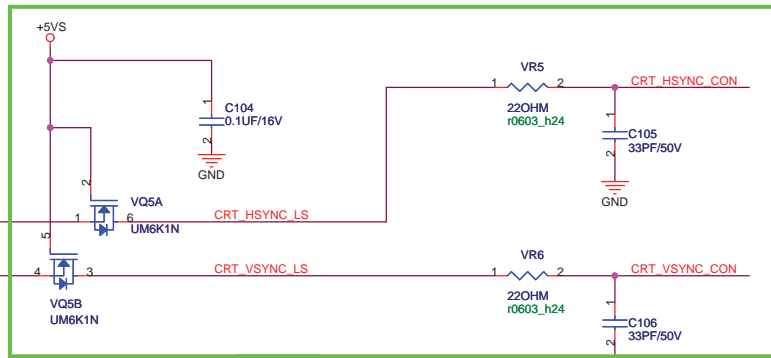 +5VS
VR5
1
2
CRT_HSYNC_CON
1
C104
0.1UF/16V
2
GND
22OHM
r0603_h24
1
C105
33PF/50V
2
GND
2
VQ5A
UM6K1N
1
6
CRT_HSYNC_LS
5
4
3
CRT_VSYNC_LS
VQ5B
UM6K1N
VR6
1
2
CRT_VSYNC_CON
22OHM
r0603_h24
1
C106
33PF/50V
2